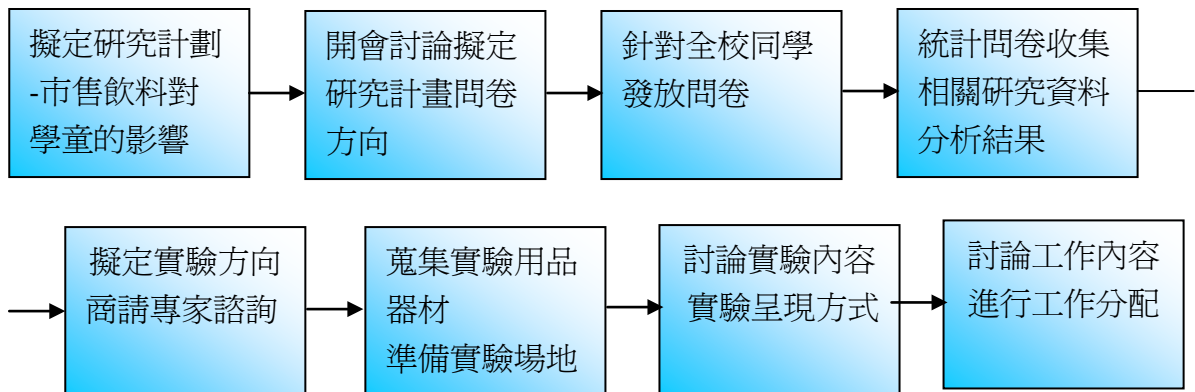 擬定研究計劃
-市售飲料對
學童的影響
開會討論擬定
研究計畫問卷
方向
針對全校同學
發放問卷
統計問卷收集
相關研究資料
分析結果
擬定實驗方向
商請專家諮詢
蒐集實驗用品
器材
準備實驗場地
討論實驗內容
實驗呈現方式
討論工作內容
進行工作分配